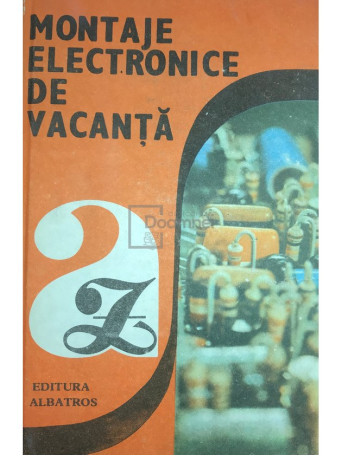 MONTAJE
ELECTRONICE
DE
VACANȚĂ
a
Z
EDITURA
ALBATROS